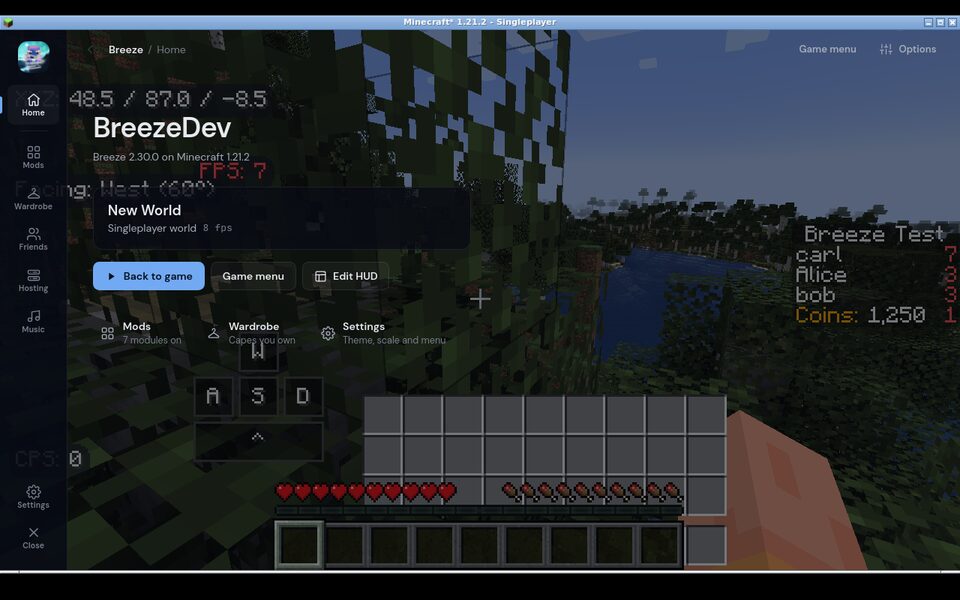 Minecraft* 1.21.2 - Singleplayer
Breeze / Home
Game menu
Options
48.5 / 87.0 / -8.5
Home
BreezeDev
Breeze 2.30.0 on Minecraft 1.21.2
FPS: 7
Mods
Facing: West (60°)
Wardrobe
New World
Singleplayer world 8 fps
Friends
Back to game
Game menu
Edit HUD
Hosting
Music
Mods
7 modules on
Wardrobe
Capes you own
Settings
Theme, scale and menu
Breeze Test
carl 7
Alice 3
bob 3
Coins: 1,250 1
W
A S D
^
CPS: 0
Settings
Close